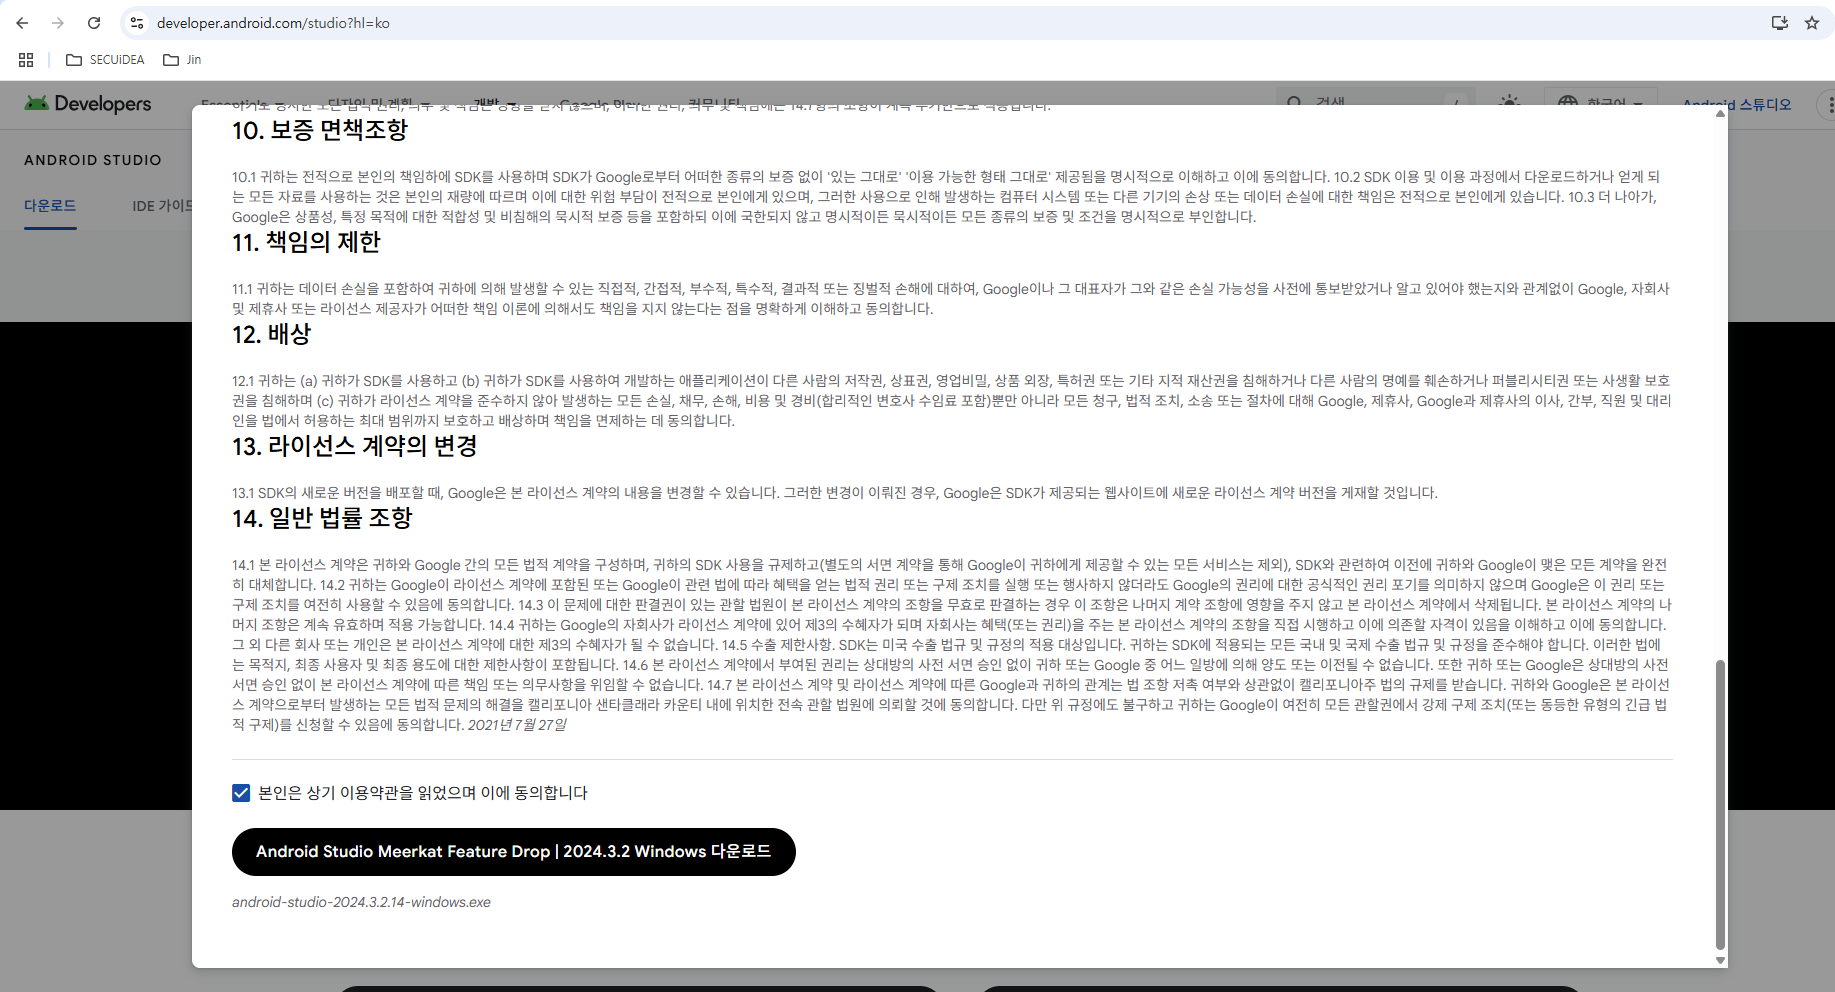 developer.android.com/studio?hl=ko
SECUiDEA
Jin
Developers
검색
/
한국어
Android 스튜디오
ANDROID STUDIO
다운로드
IDE 가이드
10. 보증 면책조항
10.1 귀하는 전적으로 본인의 책임하에 SDK를 사용하며 SDK가 Google로부터 어떠한 종류의 보증 없이 '있는 그대로' '이용 가능한 형태 그대로' 제공됨을 명시적으로 이해하고 이에 동의합니다. 10.2 SDK 이용 및 이용 과정에서 다운로드하거나 얻게 되
는 모든 자료를 사용하는 것은 본인의 재량에 따르며 이에 대한 위험 부담이 전적으로 본인에게 있으며, 그러한 사용으로 인해 발생하는 컴퓨터 시스템 또는 다른 기기의 손상 또는 데이터 손실에 대한 책임은 전적으로 본인에게 있습니다. 10.3 더 나아가,
Google은 상품성, 특정 목적에 대한 적합성 및 비침해의 묵시적 보증 등을 포함하되 이에 국한되지 않고 명시적이든 묵시적이든 모든 종류의 보증 및 조건을 명시적으로 부인합니다.
11. 책임의 제한
11.1 귀하는 데이터 손실을 포함하여 귀하에 의해 발생할 수 있는 직접적, 간접적, 부수적, 특수적, 결과적 또는 징벌적 손해에 대하여, Google이나 그 대표자가 그와 같은 손실 가능성을 사전에 통보받았거나 알고 있어야 했는지와 관계없이 Google, 자회사
및 제휴사 또는 라이선스 제공자가 어떠한 책임 이론에 의해서도 책임을 지지 않는다는 점을 명확하게 이해하고 동의합니다.
12. 배상
12.1 귀하는 (a) 귀하가 SDK를 사용하고 (b) 귀하가 SDK를 사용하여 개발하는 애플리케이션이 다른 사람의 저작권, 상표권, 영업비밀, 상품 외장, 특허권 또는 기타 지적 재산권을 침해하거나 다른 사람의 명예를 훼손하거나 퍼블리시티권 또는 사생활 보호
권을 침해하며 (c) 귀하가 라이선스 계약을 준수하지 않아 발생하는 모든 손실, 채무, 손해, 비용 및 경비(합리적인 변호사 수임료 포함)뿐만 아니라 모든 청구, 법적 조치, 소송 또는 절차에 대해 Google, 제휴사, Google과 제휴사의 이사, 간부, 직원 및 대리
인을 법에서 허용하는 최대 범위까지 보호하고 배상하며 책임을 면제하는 데 동의합니다.
13. 라이선스 계약의 변경
13.1 SDK의 새로운 버전을 배포할 때, Google은 본 라이선스 계약의 내용을 변경할 수 있습니다. 그러한 변경이 이뤄진 경우, Google은 SDK가 제공되는 웹사이트에 새로운 라이선스 계약 버전을 게재할 것입니다.
14. 일반 법률 조항
14.1 본 라이선스 계약은 귀하와 Google 간의 모든 법적 계약을 구성하며, 귀하의 SDK 사용을 규제하고(별도의 서면 계약을 통해 Google이 귀하에게 제공할 수 있는 모든 서비스는 제외), SDK와 관련하여 이전에 귀하와 Google이 맺은 모든 계약을 완전
히 대체합니다. 14.2 귀하는 Google이 라이선스 계약에 포함된 또는 Google이 관련 법에 따라 혜택을 얻는 법적 권리 또는 구제 조치를 실행 또는 행사하지 않더라도 Google의 권리에 대한 공식적인 권리 포기를 의미하지 않으며 Google은 이 권리 또는
구제 조치를 여전히 사용할 수 있음에 동의합니다. 14.3 이 문제에 대한 판결권이 있는 관할 법원이 본 라이선스 계약의 조항을 무효로 판결하는 경우 이 조항은 나머지 계약 조항에 영향을 주지 않고 본 라이선스 계약에서 삭제됩니다. 본 라이선스 계약의 나
머지 조항은 계속 유효하며 적용 가능합니다. 14.4 귀하는 Google의 자회사가 라이선스 계약에 있어 제3의 수혜자가 되며 자회사는 혜택(또는 권리)을 주는 본 라이선스 계약의 조항을 직접 시행하고 이에 의존할 자격이 있음을 이해하고 이에 동의합니다.
그 외 다른 회사 또는 개인은 본 라이선스 계약에 대한 제3의 수혜자가 될 수 없습니다. 14.5 수출 제한사항. SDK는 미국 수출 법규 및 규정의 적용 대상입니다. 귀하는 SDK에 적용되는 모든 국내 및 국제 수출 법규 및 규정을 준수해야 합니다. 이러한 법에
는 목적지, 최종 사용자 및 최종 용도에 대한 제한사항이 포함됩니다. 14.6 본 라이선스 계약에서 부여된 권리는 상대방의 사전 서면 승인 없이 귀하 또는 Google 중 어느 일방에 의해 양도 또는 이전될 수 없습니다. 또한 귀하 또는 Google은 상대방의 사전
서면 승인 없이 본 라이선스 계약에 따른 책임 또는 의무사항을 위임할 수 없습니다. 14.7 본 라이선스 계약 및 라이선스 계약에 따른 Google과 귀하의 관계는 법 조항 저촉 여부와 상관없이 캘리포니아주 법의 규제를 받습니다. 귀하와 Google은 본 라이선
스 계약으로부터 발생하는 모든 법적 문제의 해결을 캘리포니아 샌타클래라 카운티 내에 위치한 전속 관할 법원에 의뢰할 것에 동의합니다. 다만 위 규정에도 불구하고 귀하는 Google이 여전히 모든 관할권에서 강제 구제 조치(또는 동등한 유형의 긴급 법
적 구제)를 신청할 수 있음에 동의합니다. 2021년 7월 27일
본인은 상기 이용약관을 읽었으며 이에 동의합니다
Android Studio Meerkat Feature Drop | 2024.3.2 Windows 다운로드
android-studio-2024.3.2.14-windows.exe